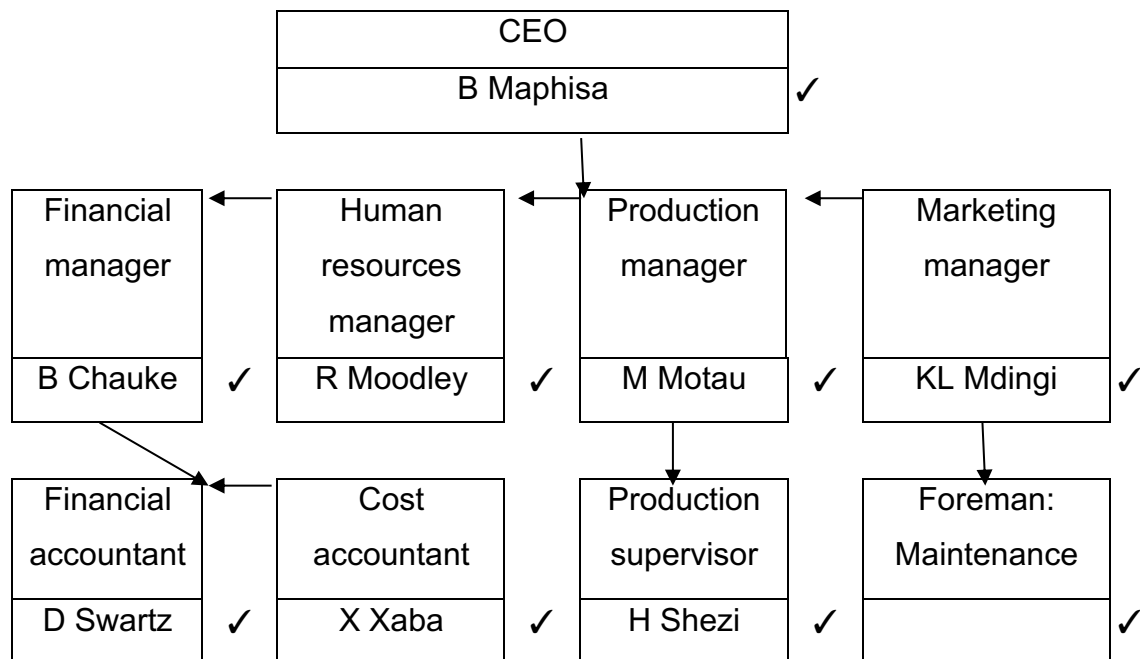 CEO
B Maphisa
✓
Financial
manager
B Chauke
✓
Human
resources
manager
R Moodley
✓
Production
manager
M Motau
✓
Marketing
manager
KL Mdingi
✓
Financial
accountant
D Swartz
✓
Cost
accountant
X Xaba
✓
Production
supervisor
H Shezi
✓
Foreman:
Maintenance
✓